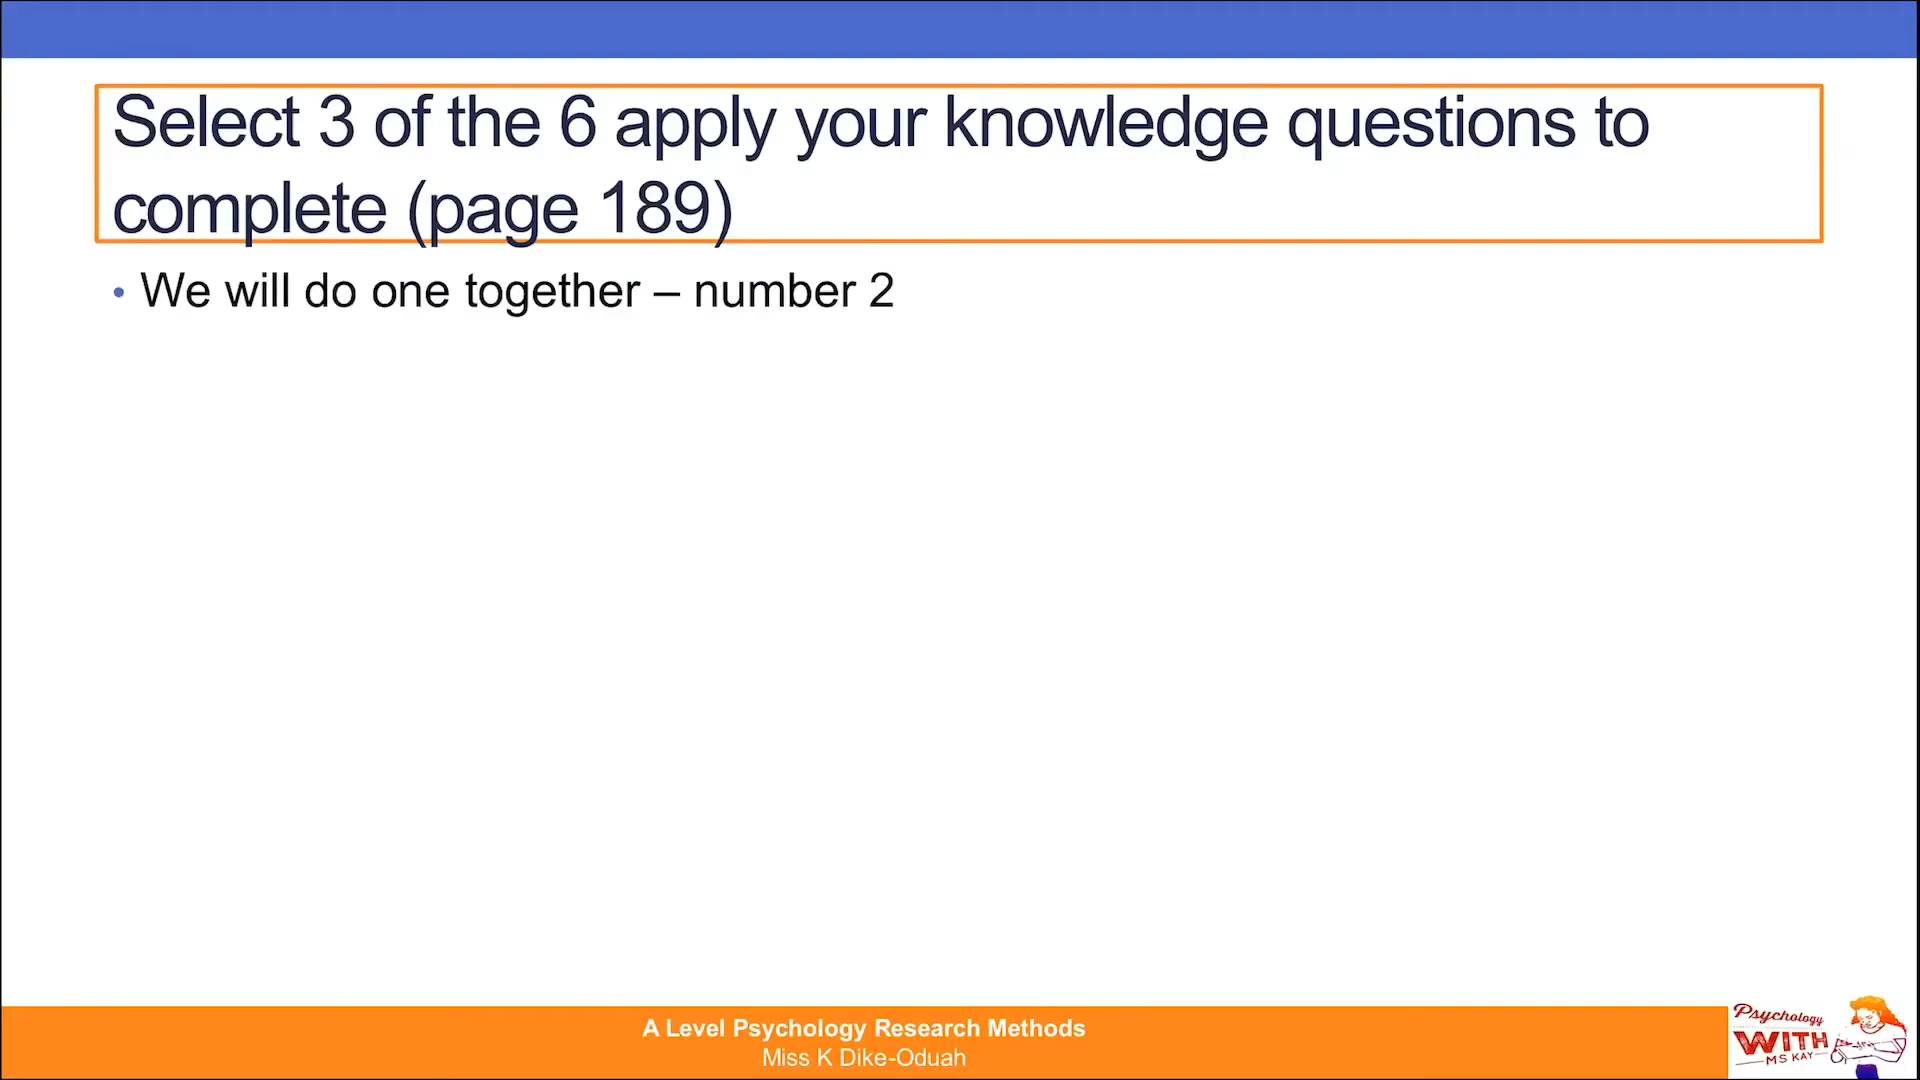 Select 3 of the 6 apply your knowledge questions to
complete (page 189)
• We will do one together – number 2
A Level Psychology Research Methods
Miss K Dike-Oduah
Psychology
WITH
MS KAY